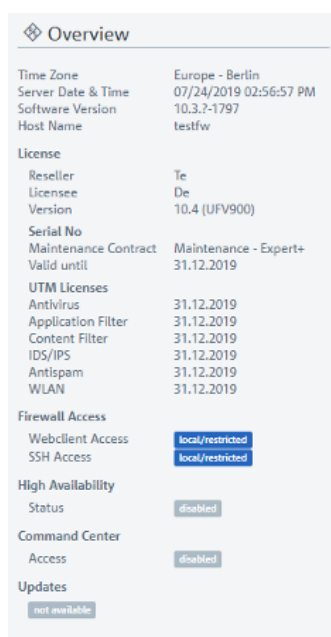 Overview
Time Zone Europe - Berlin
Server Date & Time 07/24/2019 02:56:57 PM
Software Version 10.3.?-1797
Host Name testfw
License
Reseller Te
Licensee De
Version 10.4 (UFV900)
Serial No
Maintenance Contract Maintenance - Expert+
Valid until 31.12.2019
UTM Licenses
Antivirus 31.12.2019
Application Filter 31.12.2019
Content Filter 31.12.2019
IDS/IPS 31.12.2019
Antispam 31.12.2019
WLAN 31.12.2019
Firewall Access
Webclient Access local/restricted
SSH Access local/restricted
High Availability
Status disabled
Command Center
Access disabled
Updates
not available